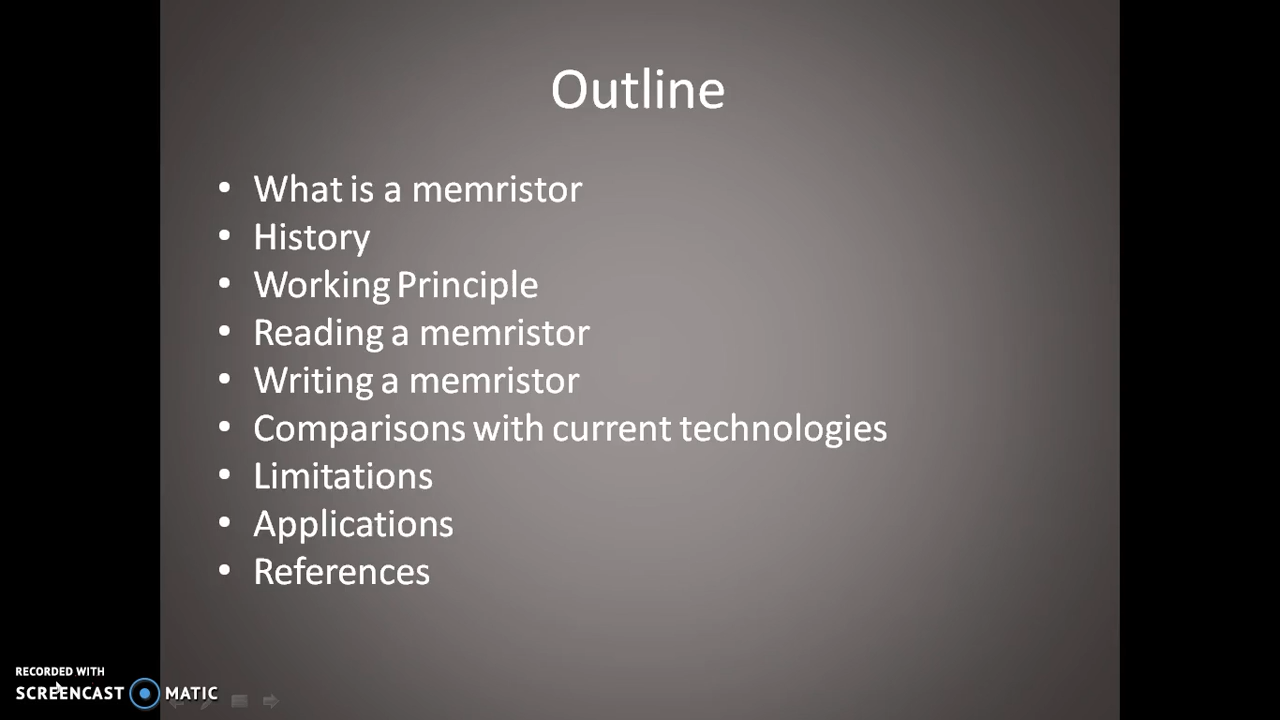 Outline
• What is a memristor
• History
• Working Principle
• Reading a memristor
• Writing a memristor
• Comparisons with current technologies
• Limitations
• Applications
• References
RECORDED WITH
SCREENCAST MATIC